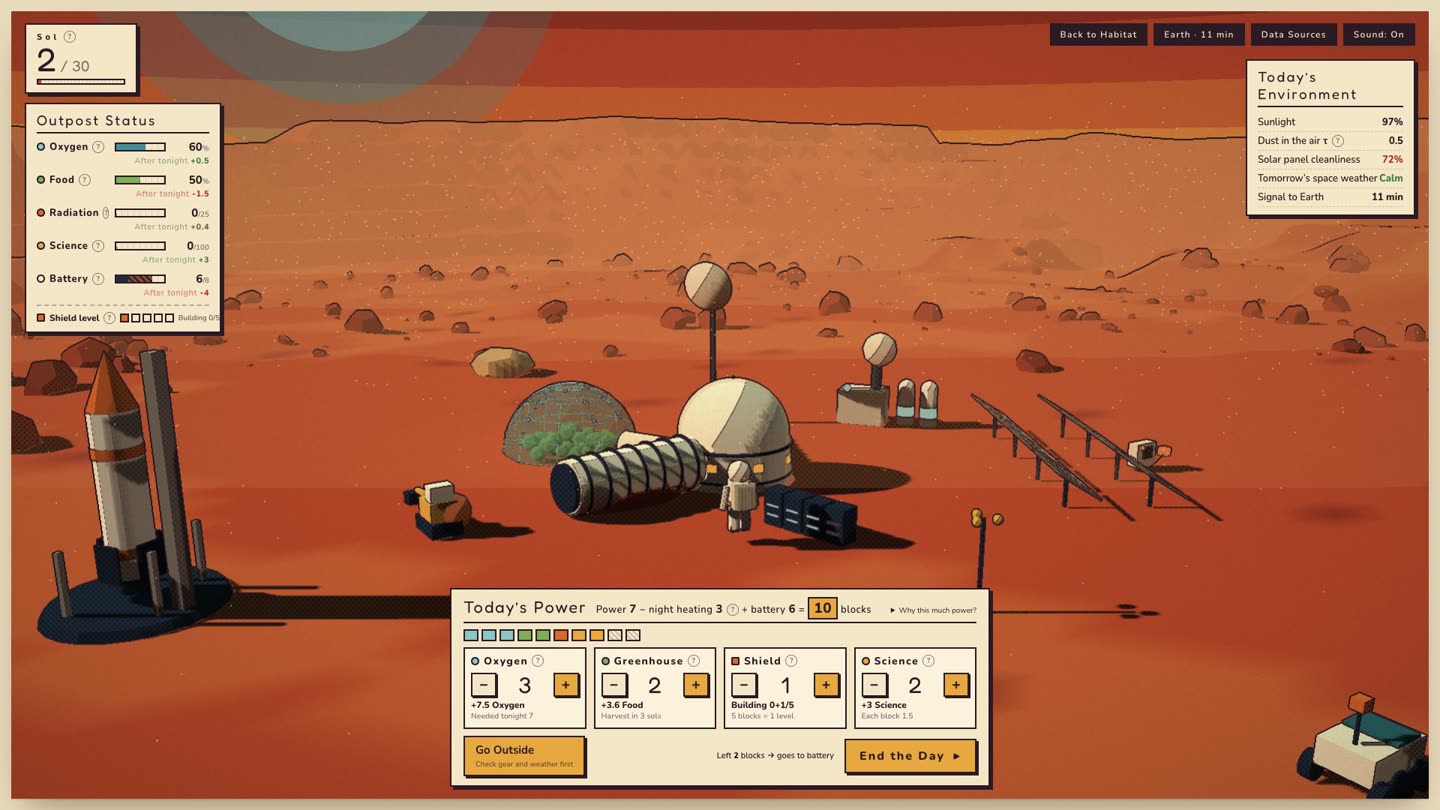 Sol ?
2 / 30
Back to Habitat
Earth · 11 min
Data Sources
Sound: On
Outpost Status
Oxygen ? 60%
After tonight +0.5
Food ? 50%
After tonight -1.5
Radiation ? 0/25
After tonight +0.4
Science ? 0/100
After tonight +3
Battery ? 6/8
After tonight -4
Shield level ? Building 0/5
Today's
Environment
Sunlight 97%
Dust in the air τ ? 0.5
Solar panel cleanliness 72%
Tomorrow's space weather Calm
Signal to Earth 11 min
Today's Power Power 7 − night heating 3 ? + battery 6 = 10 blocks ▸ Why this much power?
Oxygen ?
− 3 +
+7.5 Oxygen
Needed tonight 7
Greenhouse ?
− 2 +
+3.6 Food
Harvest in 3 sols
Shield ?
− 1 +
Building 0+1/5
5 blocks = 1 level
Science ?
− 2 +
+3 Science
Each block 1.5
Go Outside
Check gear and weather first
Left 2 blocks → goes to battery
End the Day ▸